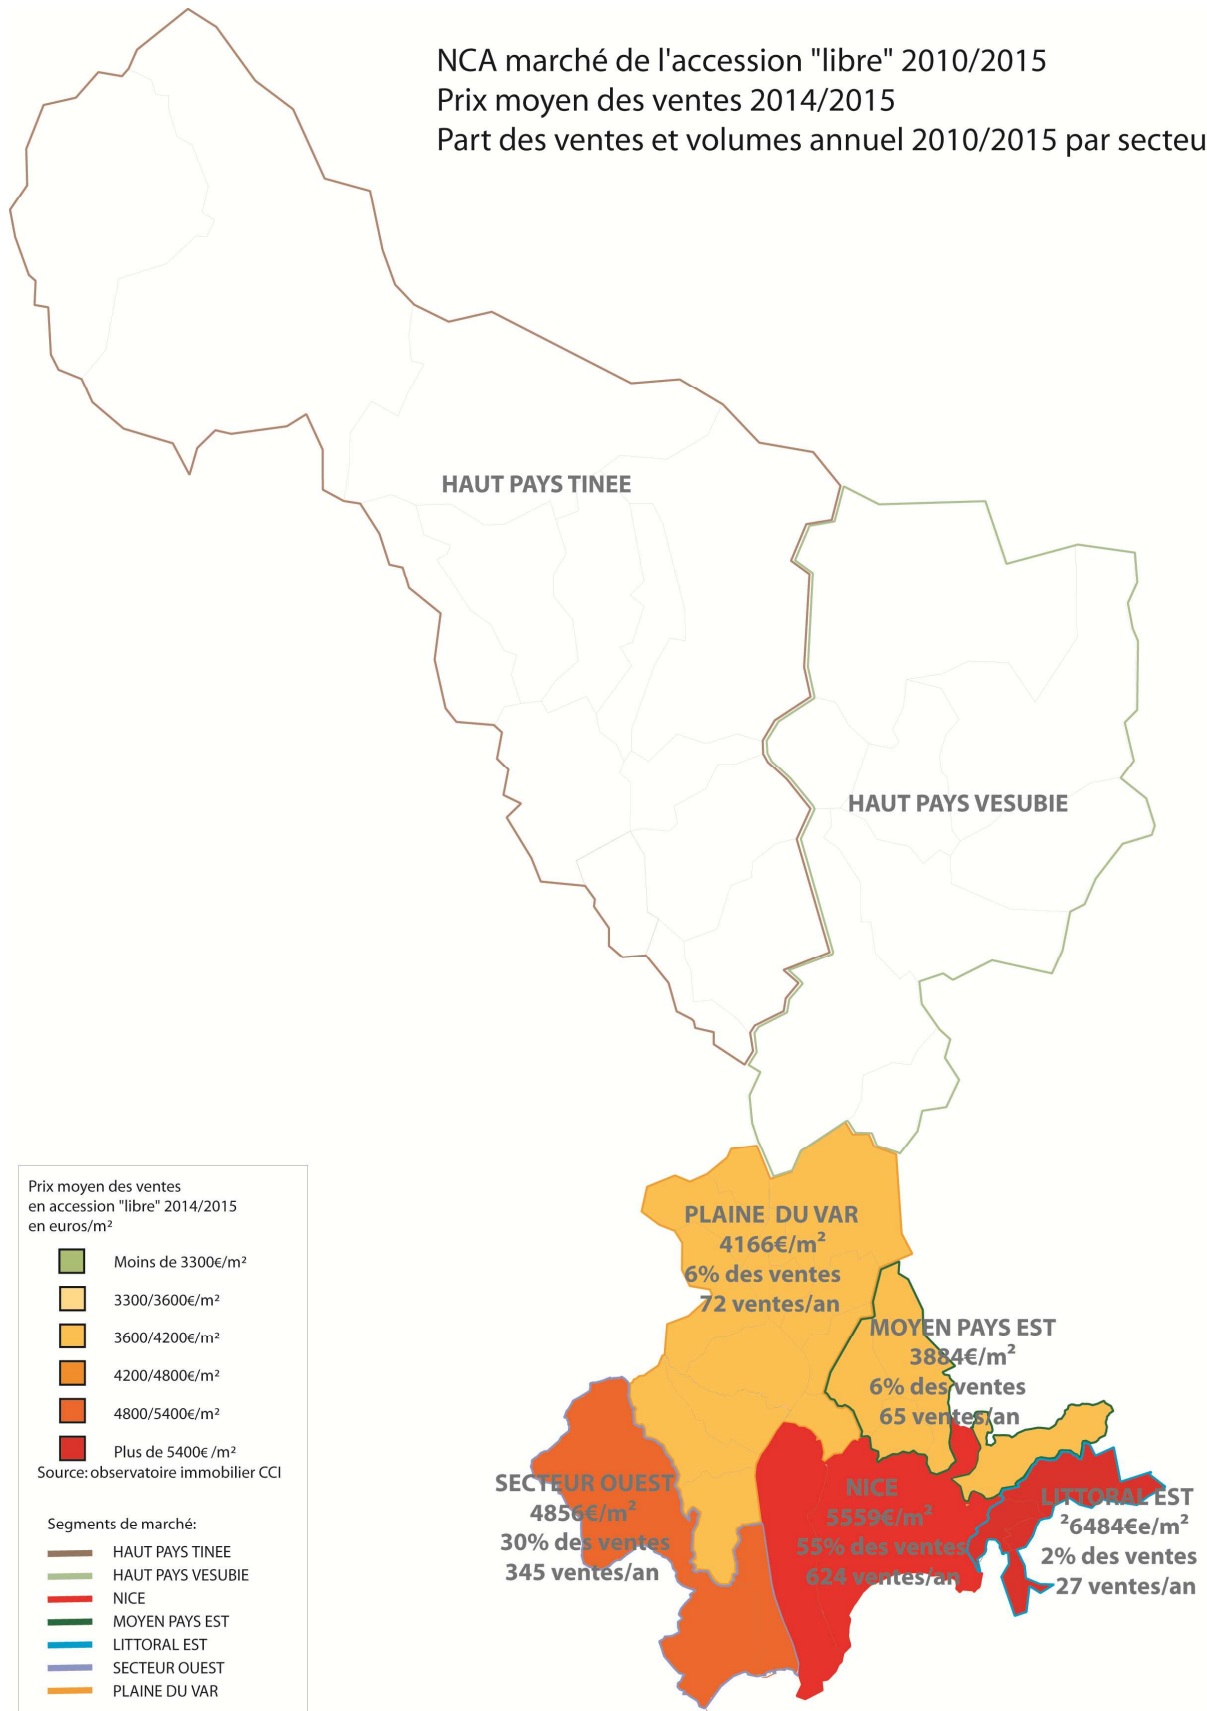 NCA marché de l'accession "libre" 2010/2015
Prix moyen des ventes 2014/2015
Part des ventes et volumes annuel 2010/2015 par secteu
HAUT PAYS TINEE
HAUT PAYS VESUBIE
PLAINE DU VAR
4166€/m²
6% des ventes
72 ventes/an
MOYEN PAYS EST
3884€/m²
6% des ventes
65 ventes/an
SECTEUR OUEST
4856€/m²
30% des ventes
345 ventes/an
NICE
5559€/m²
55% des ventes
624 ventes/an
LITTORAL EST
²6484€e/m²
2% des ventes
27 ventes/an
Prix moyen des ventes
en accession "libre" 2014/2015
en euros/m²
Moins de 3300€/m²
3300/3600€/m²
3600/4200€/m²
4200/4800€/m²
4800/5400€/m²
Plus de 5400€ /m²
Source: observatoire immobilier CCI
Segments de marché:
HAUT PAYS TINEE
HAUT PAYS VESUBIE
NICE
MOYEN PAYS EST
LITTORAL EST
SECTEUR OUEST
PLAINE DU VAR